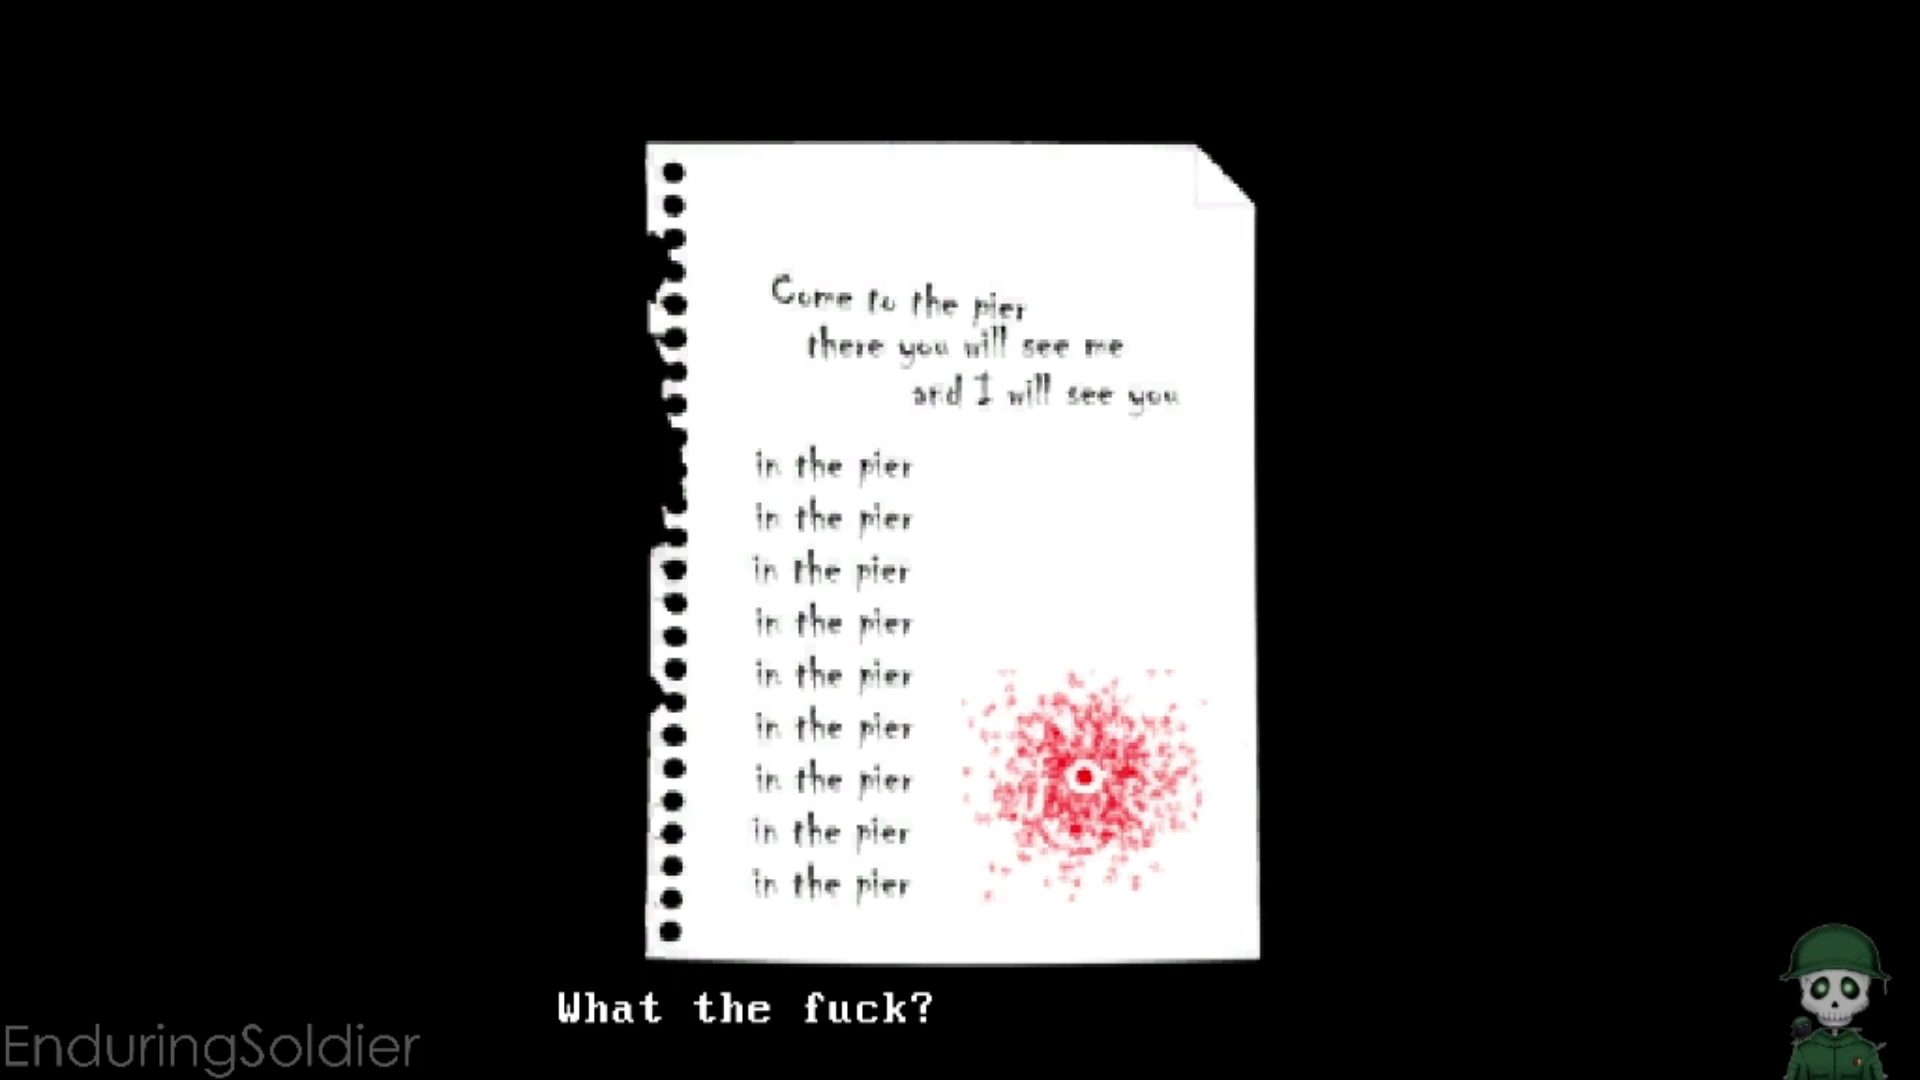 Come to the pier
there you will see me
and I will see you
in the pier
in the pier
in the pier
in the pier
in the pier
in the pier
in the pier
in the pier
in the pier
What the fuck?
EnduringSoldier